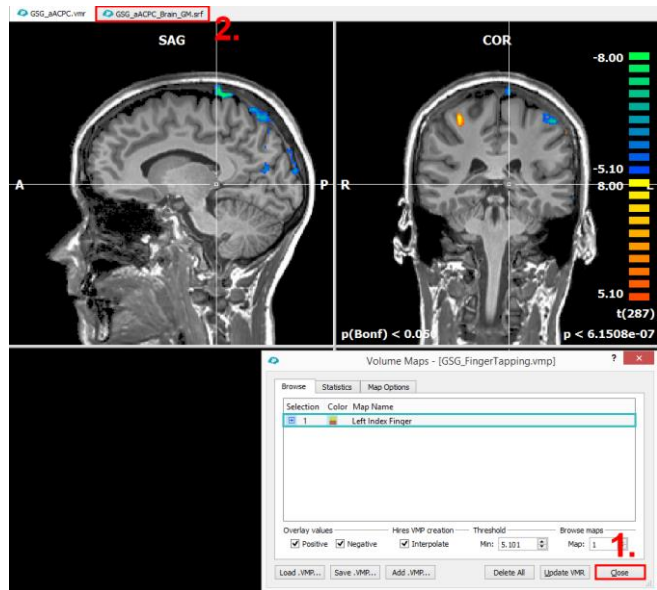 GSG_aACPC.vmr
GSG_aACPC_Brain_GM.srf
2.
SAG
COR
-8.00
-5.10
8.00
A
P
R
L
5.10
t(287)
p(Bonf) < 0.050
p < 6.1508e-07
Volume Maps - [GSG_FingerTapping.vmp]
? ×
Browse
Statistics
Map Options
Selection Color Map Name
1 Left Index Finger
Overlay values
Hires VMP creation
Threshold
Browse maps
Positive
Negative
Interpolate
Min: 5.101
Map: 1
1.
Load .VMP...
Save .VMP...
Add .VMP...
Delete All
Update VMR
Close